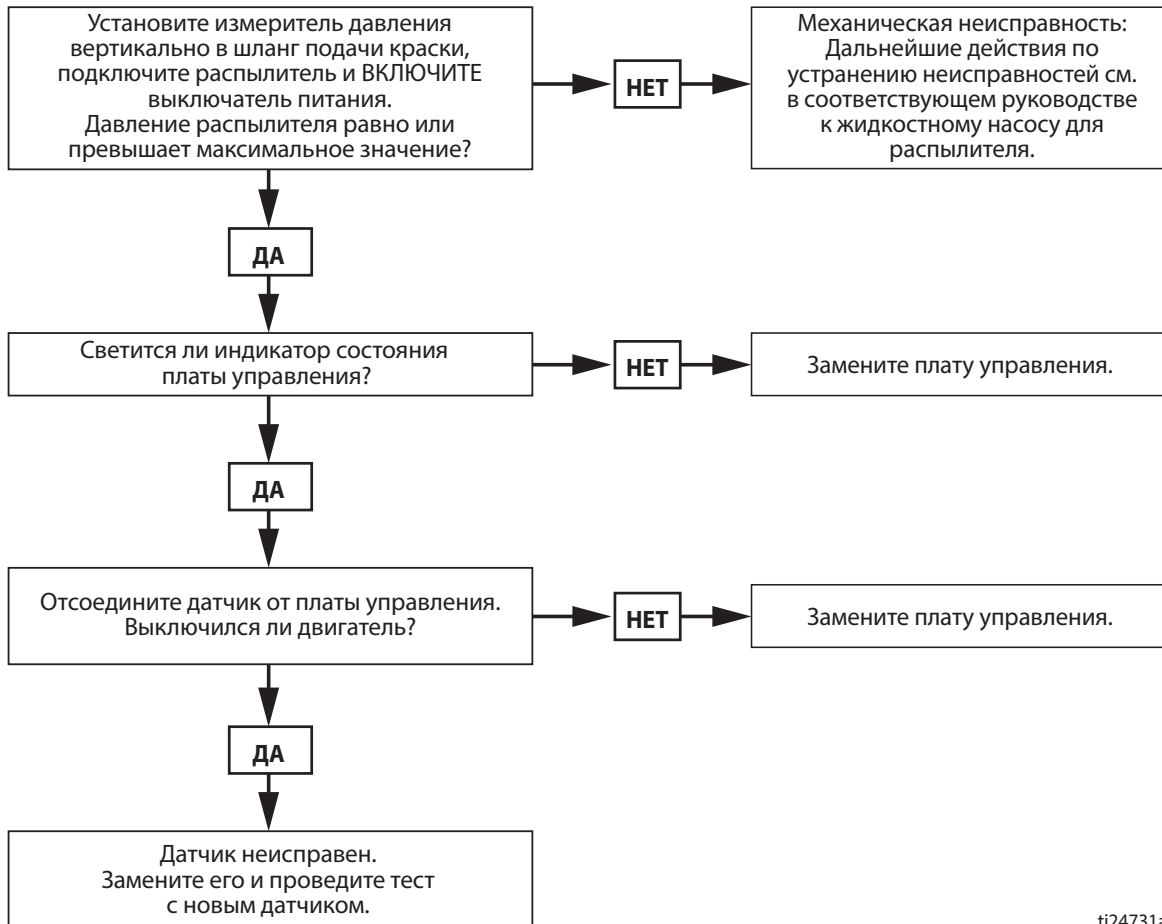 Установите измеритель давления
вертикально в шланг подачи краски,
подключите распылитель и ВКЛЮЧИТЕ
выключатель питания.
Давление распылителя равно или
превышает максимальное значение?
НЕТ
Механическая неисправность:
Дальнейшие действия по
устранению неисправностей см.
в соответствующем руководстве
к жидкостному насосу для
распылителя.
ДА
Светится ли индикатор состояния
платы управления?
НЕТ
Замените плату управления.
ДА
Отсоедините датчик от платы управления.
Выключился ли двигатель?
НЕТ
Замените плату управления.
ДА
Датчик неисправен.
Замените его и проведите тест
с новым датчиком.
ti24731a